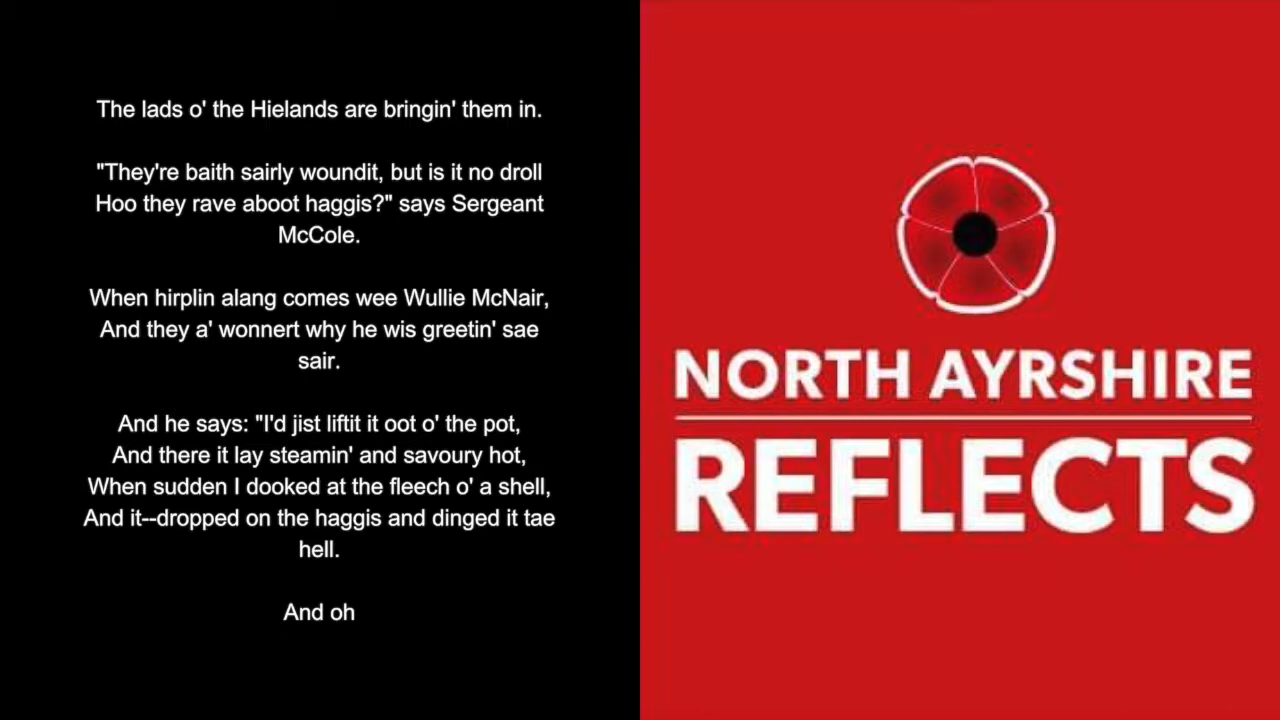 The lads o' the Hielands are bringin' them in.
"They're baith sairly woundit, but is it no droll
Hoo they rave aboot haggis?" says Sergeant
McCole.
When hirplin alang comes wee Wullie McNair,
And they a' wonnert why he wis greetin' sae
sair.
And he says: "I'd jist liftit it oot o' the pot,
And there it lay steamin' and savoury hot,
When sudden I dooked at the fleech o' a shell,
And it--dropped on the haggis and dinged it tae
hell.
And oh
NORTH AYRSHIRE
REFLECTS